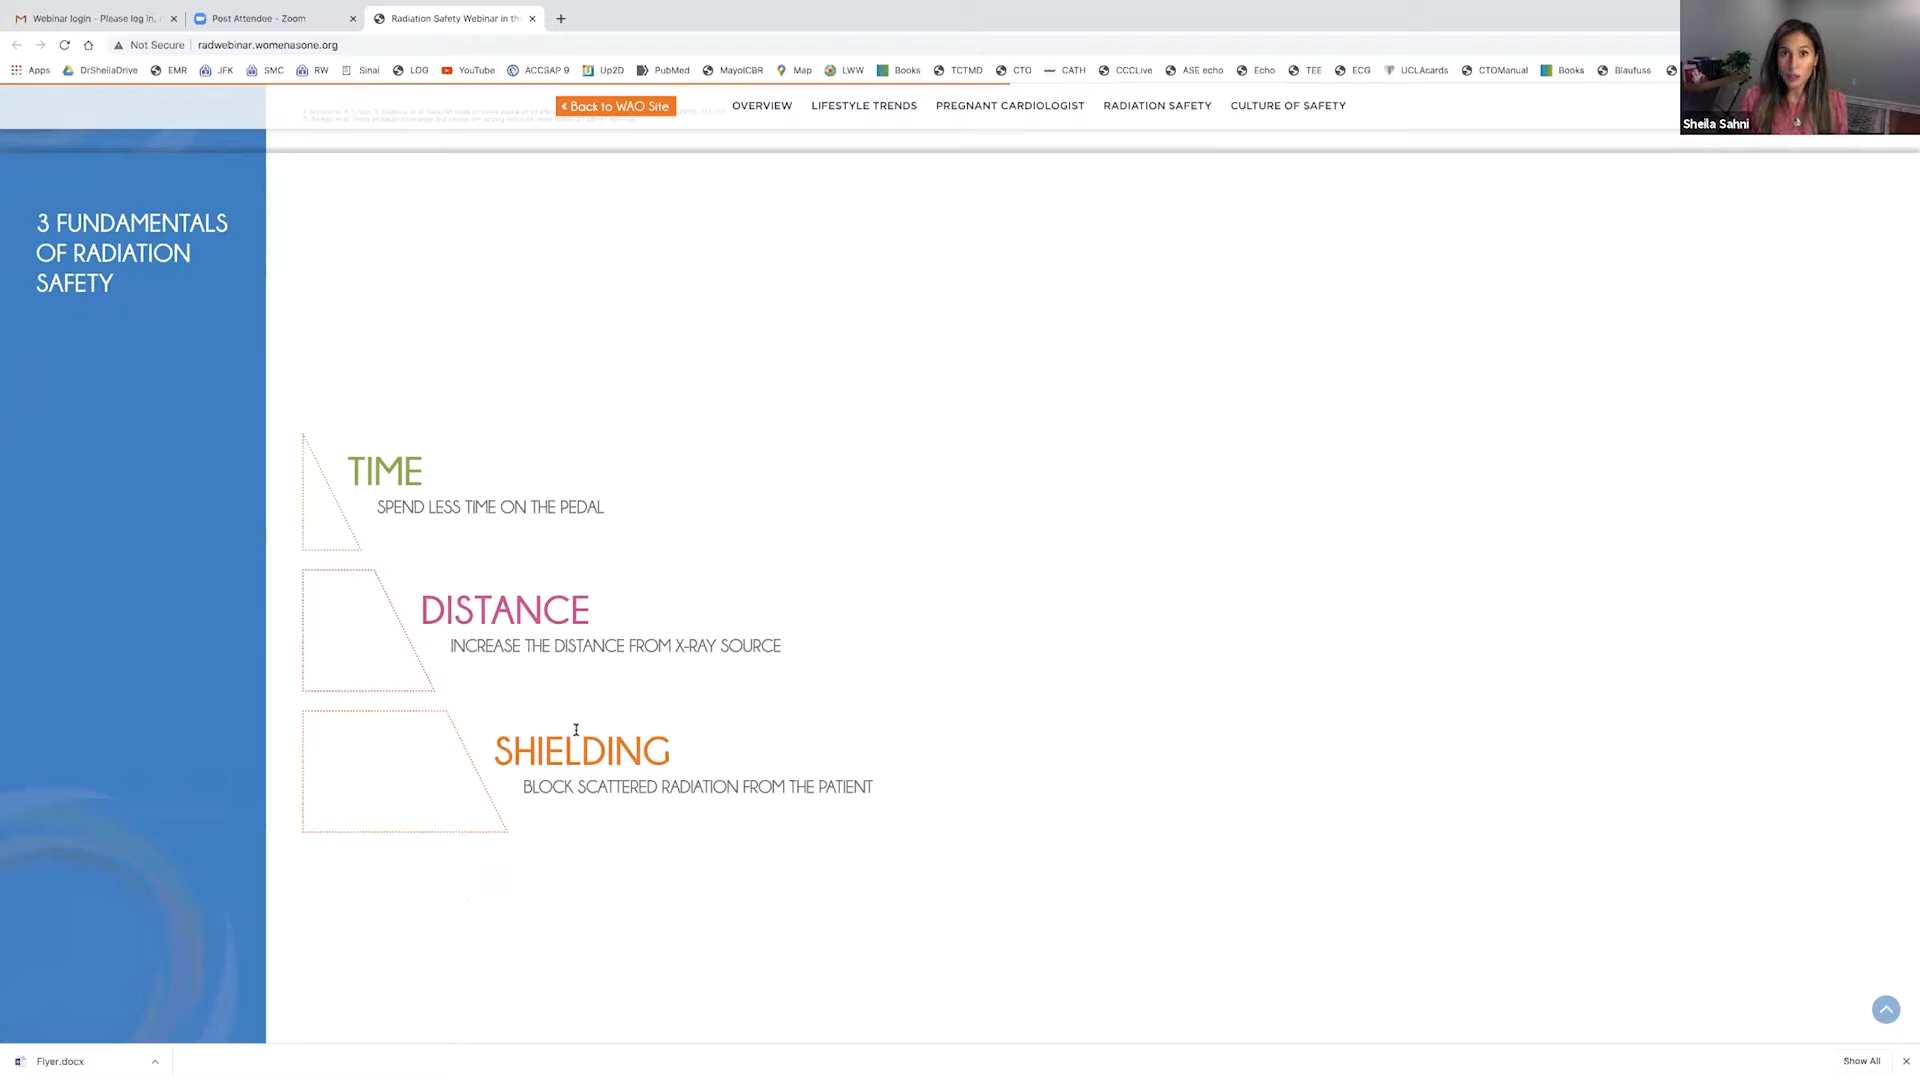 Webinar login - Please log in,
Post Attendee - Zoom
Radiation Safety Webinar in th
Not Secure
radwebinar.womenasone.org
Apps
DrSheilaDrive
EMR
JFK
SMC
RW
Sinai
LOG
YouTube
ACCSAP 9
Up2D
PubMed
MayoICBR
Map
LWW
Books
TCTMD
CTO
CATH
CCCLive
ASE echo
Echo
TEE
ECG
UCLAcards
CTOManual
Books
Blaufuss
« Back to WAO Site
OVERVIEW
LIFESTYLE TRENDS
PREGNANT CARDIOLOGIST
RADIATION SAFETY
CULTURE OF SAFETY
Sheila Sahni
3 FUNDAMENTALS
OF RADIATION
SAFETY
TIME
SPEND LESS TIME ON THE PEDAL
DISTANCE
INCREASE THE DISTANCE FROM X-RAY SOURCE
SHIELDING
BLOCK SCATTERED RADIATION FROM THE PATIENT
Flyer.docx
Show All